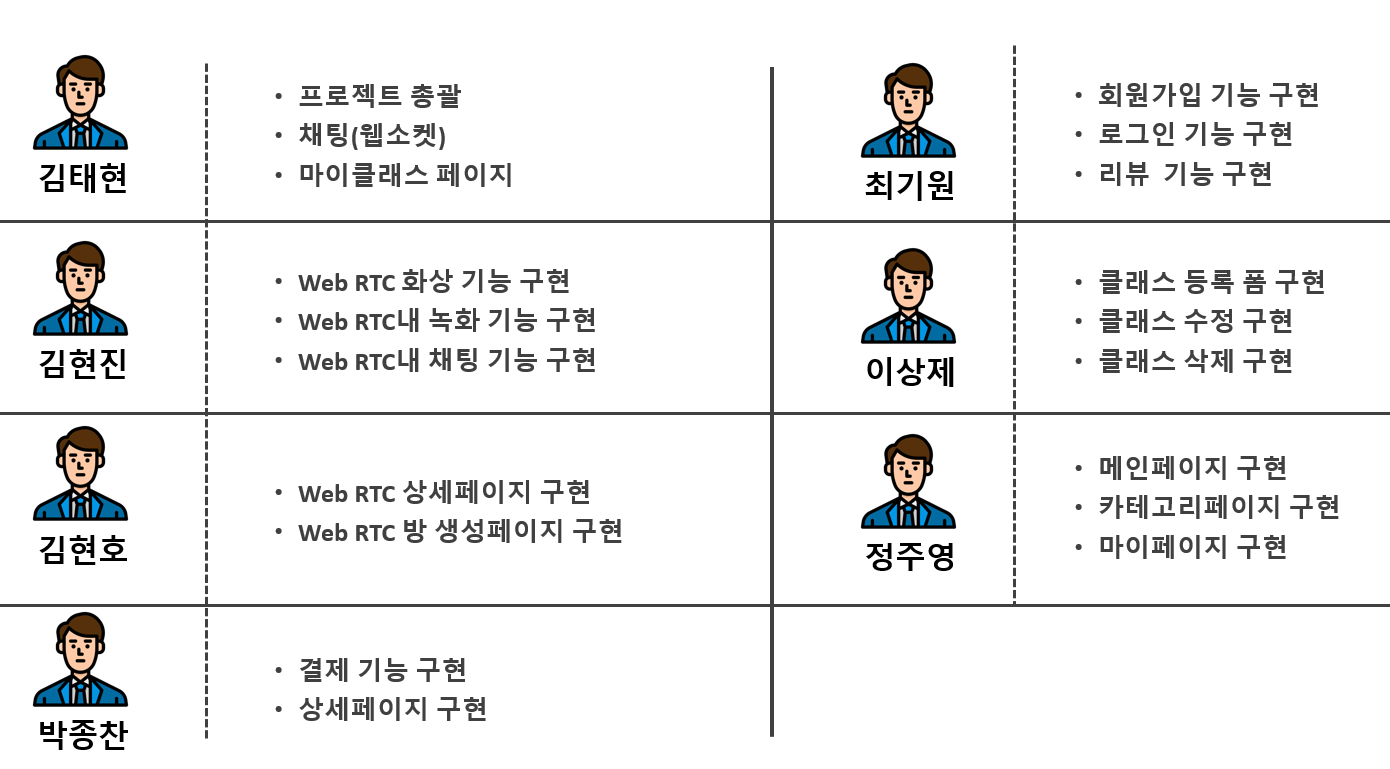 김태현
• 프로젝트 총괄
• 채팅(웹소켓)
• 마이클래스 페이지
최기원
• 회원가입 기능 구현
• 로그인 기능 구현
• 리뷰  기능 구현
김현진
• Web RTC 화상 기능 구현
• Web RTC내 녹화 기능 구현
• Web RTC내 채팅 기능 구현
이상제
• 클래스 등록 폼 구현
• 클래스 수정 구현
• 클래스 삭제 구현
김현호
• Web RTC 상세페이지 구현
• Web RTC 방 생성페이지 구현
정주영
• 메인페이지 구현
• 카테고리페이지 구현
• 마이페이지 구현
박종찬
• 결제 기능 구현
• 상세페이지 구현